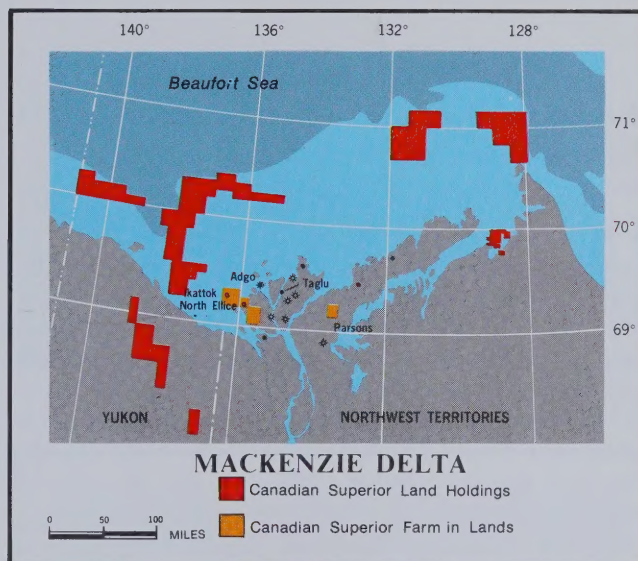 140° 136° 132° 128°
Beaufort Sea
71°
70°
Adgo
Taglu
Ikattok
North Ellice
Parsons
69°
YUKON NORTHWEST TERRITORIES
MACKENZIE DELTA
Canadian Superior Land Holdings
0 50 100 MILES
Canadian Superior Farm in Lands